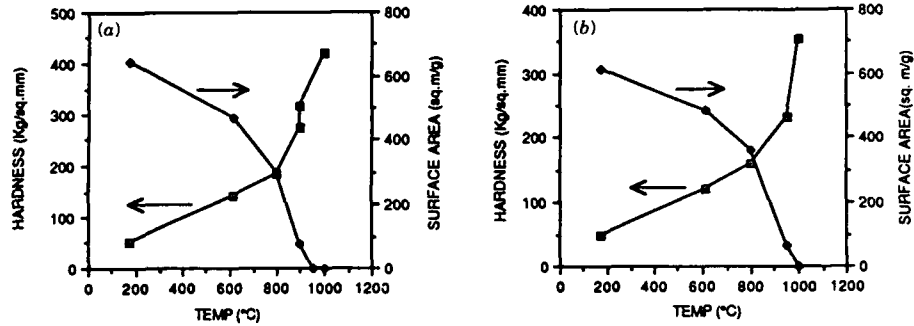 (a)
HARDNESS (Kg/sq.mm)
500
400
300
200
100
0
0 200 400 600 800 1000 1200
TEMP (°C)
800
600
400
200
0
SURFACE AREA (sq. m/g)
(b)
HARDNESS (Kg/sq.mm)
400
300
200
100
0
0 200 400 600 800 1000 1200
TEMP (°C)
800
600
400
200
0
SURFACE AREA(sq. m/g)